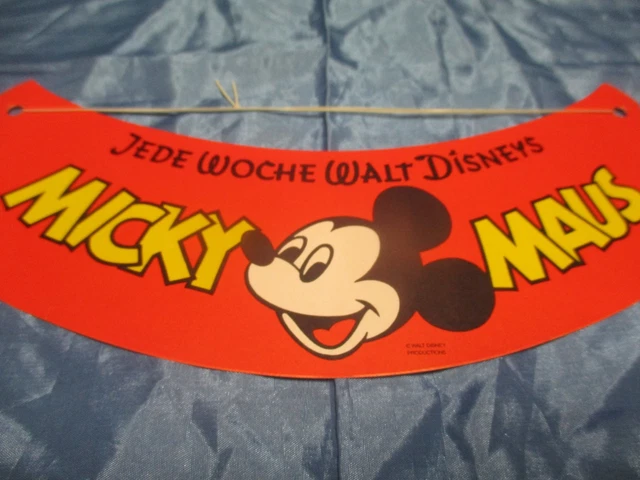 JEDE WOCHE WALT DISNEYS
MICKY MAUS
© WALT DISNEY
PRODUCTIONS